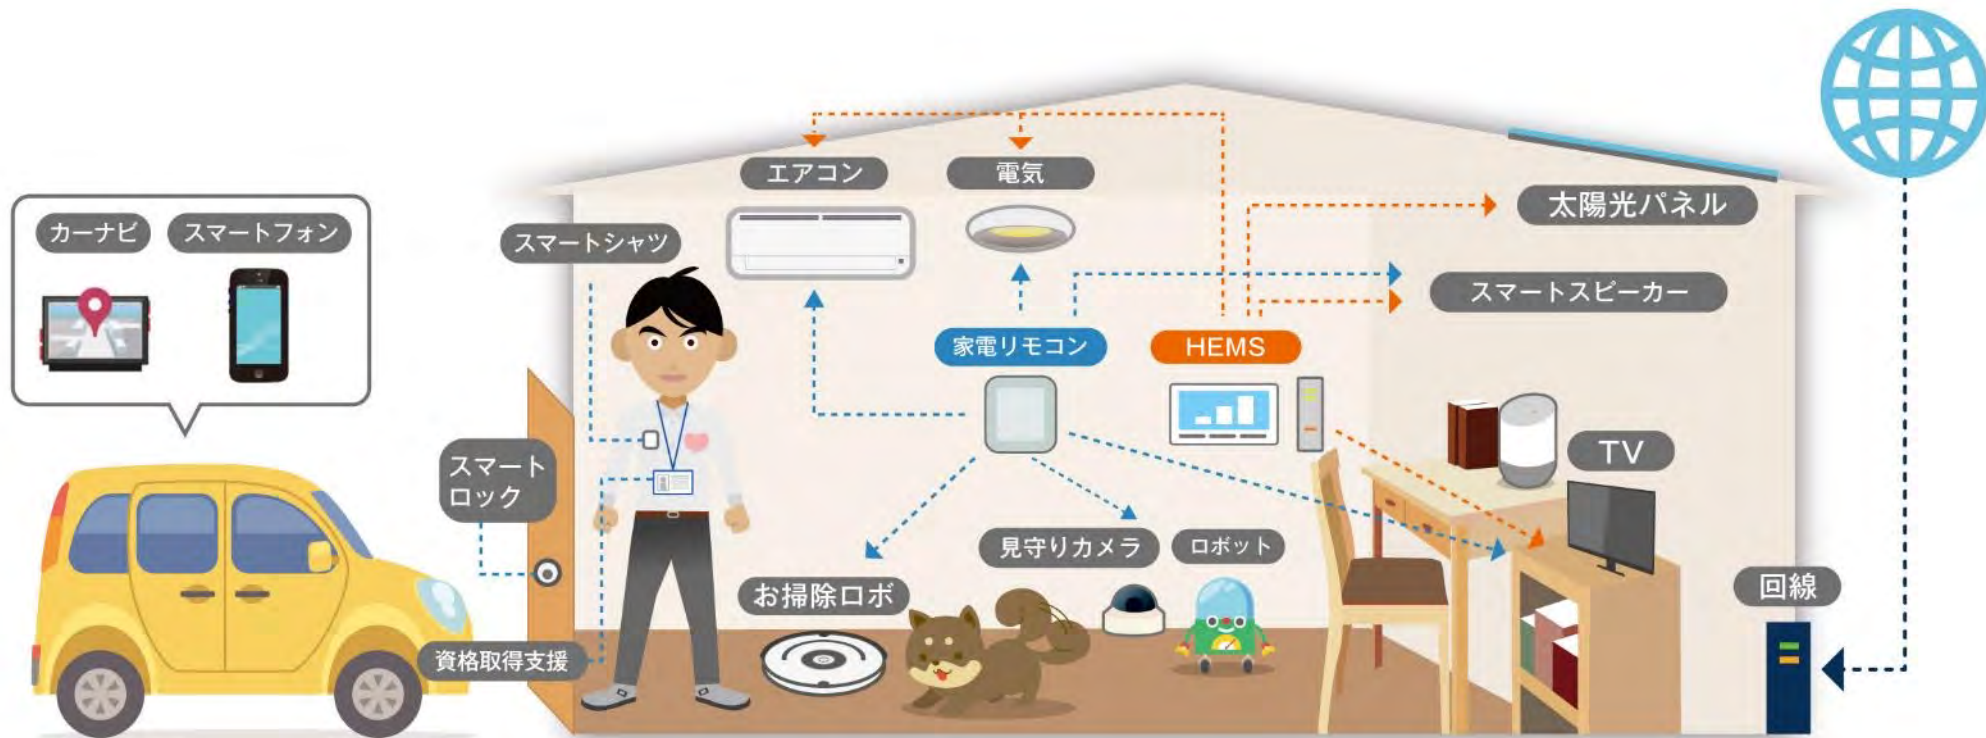 カーナビ
スマートフォン
スマートシャツ
エアコン
電気
太陽光パネル
スマートスピーカー
家電リモコン
HEMS
スマート
ロック
TV
見守りカメラ
ロボット
お掃除ロボ
回線
資格取得支援